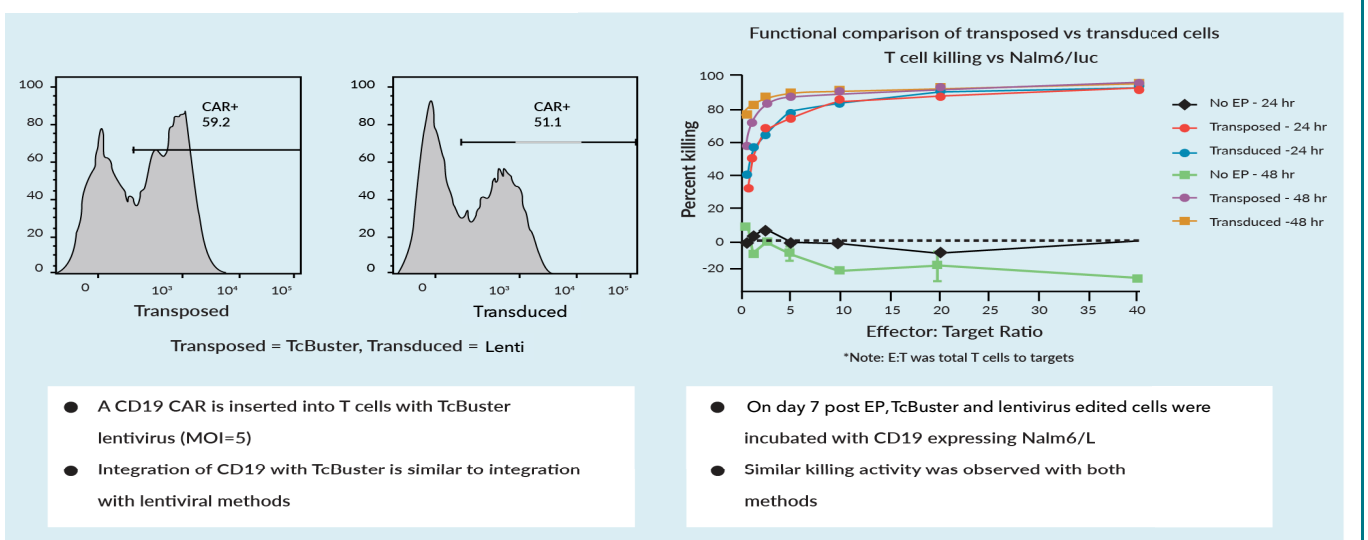 100
80
60
40
20
0
CAR+
59.2
0 10³ 10⁴ 10⁵
Transposed
100
80
60
40
20
0
CAR+
51.1
0 10³ 10⁴ 10⁵
Transduced
Transposed = TcBuster, Transduced = Lenti
● A CD19 CAR is inserted into T cells with TcBuster
lentivirus (MOI=5)
● Integration of CD19 with TcBuster is similar to integration
with lentiviral methods
Functional comparison of transposed vs transduced cells
T cell killing vs Nalm6/luc
Percent killing
100
80
60
40
20
0
-20
0 5 10 15 20 25 30 35 40
Effector: Target Ratio
*Note: E:T was total T cells to targets
No EP - 24 hr
Transposed - 24 hr
Transduced -24 hr
No EP - 48 hr
Transposed - 48 hr
Transduced -48 hr
● On day 7 post EP,TcBuster and lentivirus edited cells were
incubated with CD19 expressing Nalm6/L
● Similar killing activity was observed with both
methods